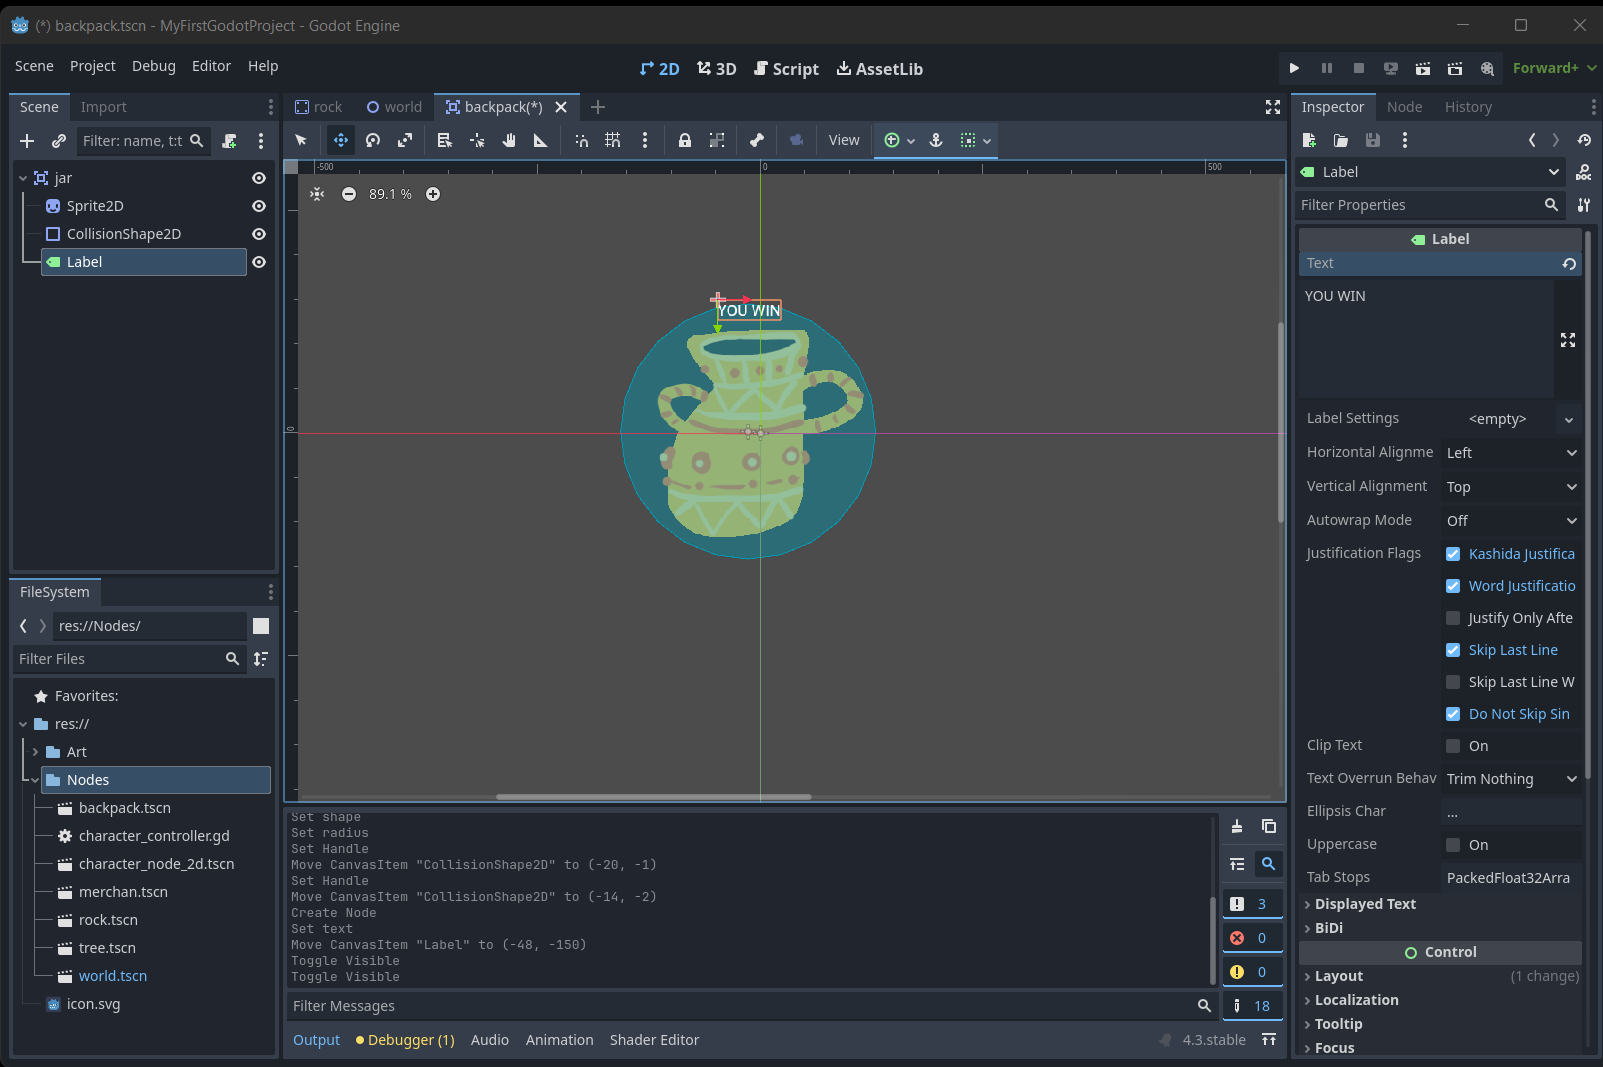 (*) backpack.tscn - MyFirstGodotProject - Godot Engine
Scene Project Debug Editor Help
2D 3D Script AssetLib
Forward+
Scene Import
Filter: name, t:t
jar
Sprite2D
CollisionShape2D
Label
FileSystem
res://Nodes/
Filter Files
Favorites:
res://
Art
Nodes
backpack.tscn
character_controller.gd
character_node_2d.tscn
merchan.tscn
rock.tscn
tree.tscn
world.tscn
icon.svg
rock world backpack(*)
View
-500 0 500
89.1 %
0
YOU WIN
Set shape
Set radius
Set Handle
Move CanvasItem "CollisionShape2D" to (-20, -1)
Set Handle
Move CanvasItem "CollisionShape2D" to (-14, -2)
Create Node
Set text
Move CanvasItem "Label" to (-48, -150)
Toggle Visible
Toggle Visible
3
0
0
18
Filter Messages
Output Debugger (1) Audio Animation Shader Editor 4.3.stable
Inspector Node History
Label
DOC
Filter Properties
Label
Text
YOU WIN
Label Settings <empty>
Horizontal Alignme Left
Vertical Alignment Top
Autowrap Mode Off
Justification Flags Kashida Justifica
Word Justificatio
Justify Only Afte
Skip Last Line
Skip Last Line W
Do Not Skip Sin
Clip Text On
Text Overrun Behav Trim Nothing
Ellipsis Char ...
Uppercase On
Tab Stops PackedFloat32Arra
Displayed Text
BiDi
Control
Layout (1 change)
Localization
Tooltip
Focus